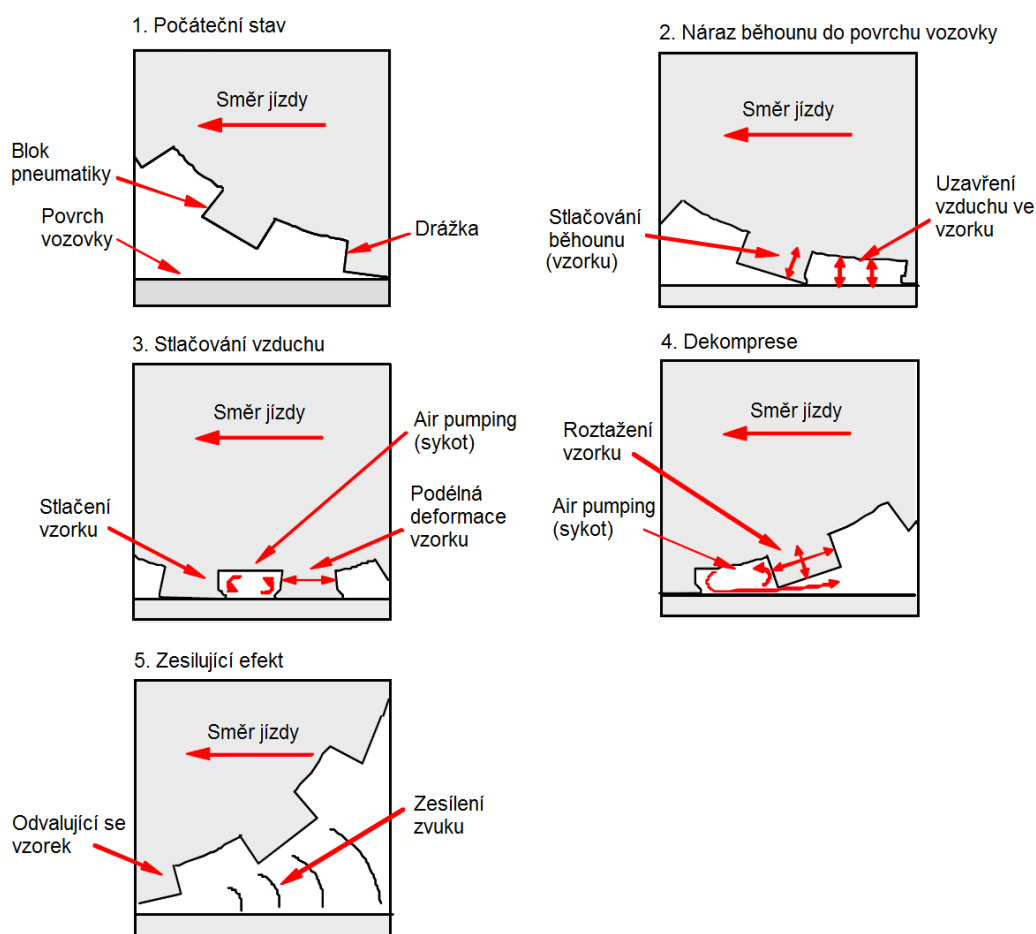 1. Počáteční stav
Směr jízdy
Blok
pneumatiky
Povrch
vozovky
Drážka
2. Náraz běhounu do povrchu vozovky
Směr jízdy
Stlačování
běhounu
(vzorku)
Uzavření
vzduchu ve
vzorku
3. Stlačování vzduchu
Směr jízdy
Air pumping
(sykot)
Stlačení
vzorku
Podélná
deformace
vzorku
4. Dekomprese
Směr jízdy
Roztažení
vzorku
Air pumping
(sykot)
5. Zesilující efekt
Směr jízdy
Odvalující se
vzorek
Zesílení
zvuku